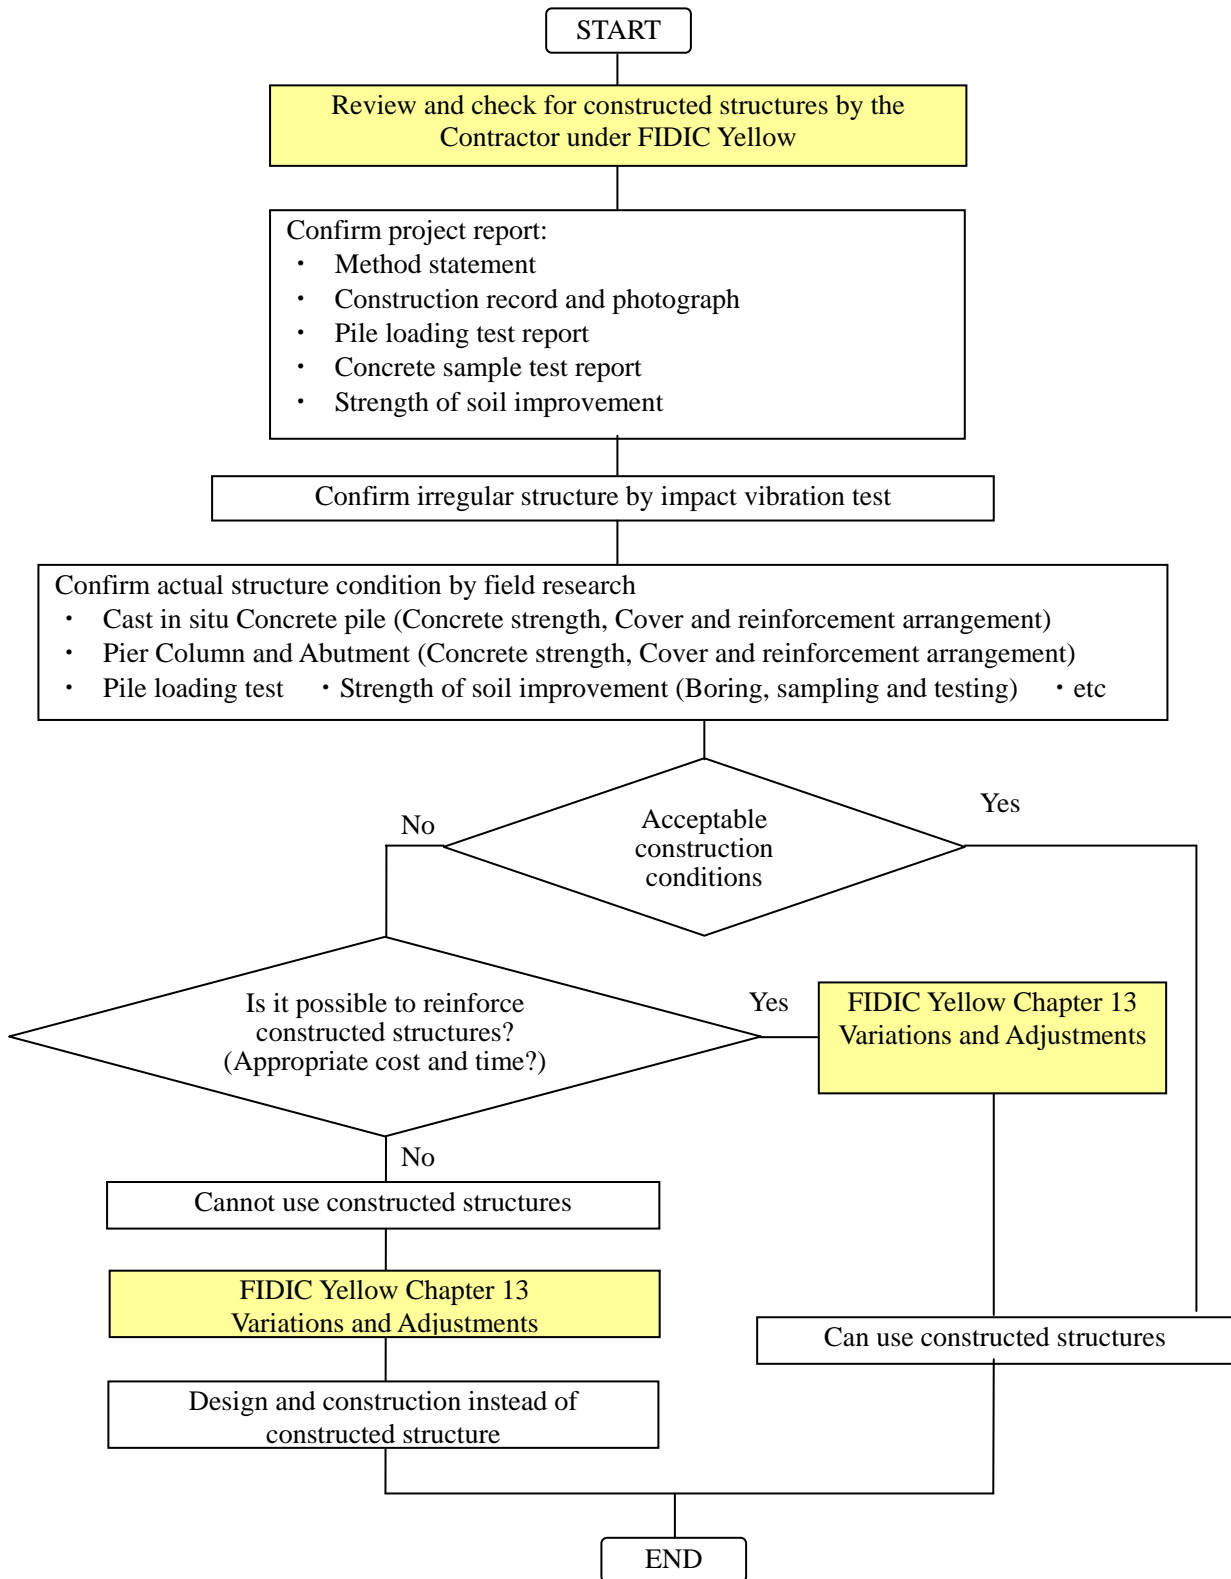 START
Review and check for constructed structures by the
Contractor under FIDIC Yellow
Confirm project report:
・ Method statement
・ Construction record and photograph
・ Pile loading test report
・ Concrete sample test report
・ Strength of soil improvement
Confirm irregular structure by impact vibration test
Confirm actual structure condition by field research
・ Cast in situ Concrete pile (Concrete strength, Cover and reinforcement arrangement)
・ Pier Column and Abutment (Concrete strength, Cover and reinforcement arrangement)
・ Pile loading test ・Strength of soil improvement (Boring, sampling and testing) ・etc
No
Acceptable
construction
conditions
Yes
Is it possible to reinforce
constructed structures?
(Appropriate cost and time?)
Yes
FIDIC Yellow Chapter 13
Variations and Adjustments
No
Cannot use constructed structures
FIDIC Yellow Chapter 13
Variations and Adjustments
Can use constructed structures
Design and construction instead of
constructed structure
END